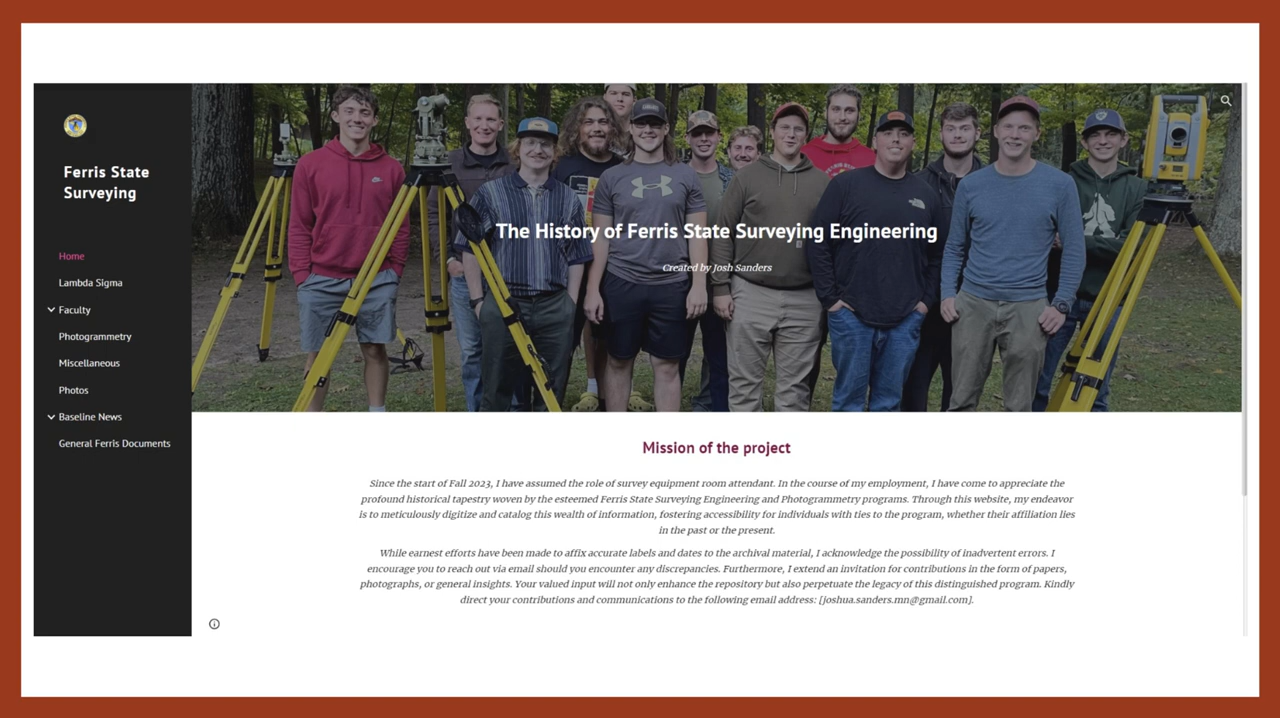 Ferris State
Surveying
Home
Lambda Sigma
Faculty
Photogrammetry
Miscellaneous
Photos
Baseline News
General Ferris Documents
The History of Ferris State Surveying Engineering
Created by Josh Sanders
Mission of the project
Since the start of Fall 2023, I have assumed the role of survey equipment room attendant. In the course of my employment, I have come to appreciate the
profound historical tapestry woven by the esteemed Ferris State Surveying Engineering and Photogrammetry programs. Through this website, my endeavor
is to meticulously digitize and catalog this wealth of information, fostering accessibility for individuals with ties to the program, whether their affiliation lies
in the past or the present.
While earnest efforts have been made to affix accurate labels and dates to the archival material, I acknowledge the possibility of inadvertent errors. I
encourage you to reach out via email should you encounter any discrepancies. Furthermore, I extend an invitation for contributions in the form of papers,
photographs, or general insights. Your valued input will not only enhance the repository but also perpetuate the legacy of this distinguished program. Kindly
direct your contributions and communications to the following email address: [joshua.sanders.mn@gmail.com].